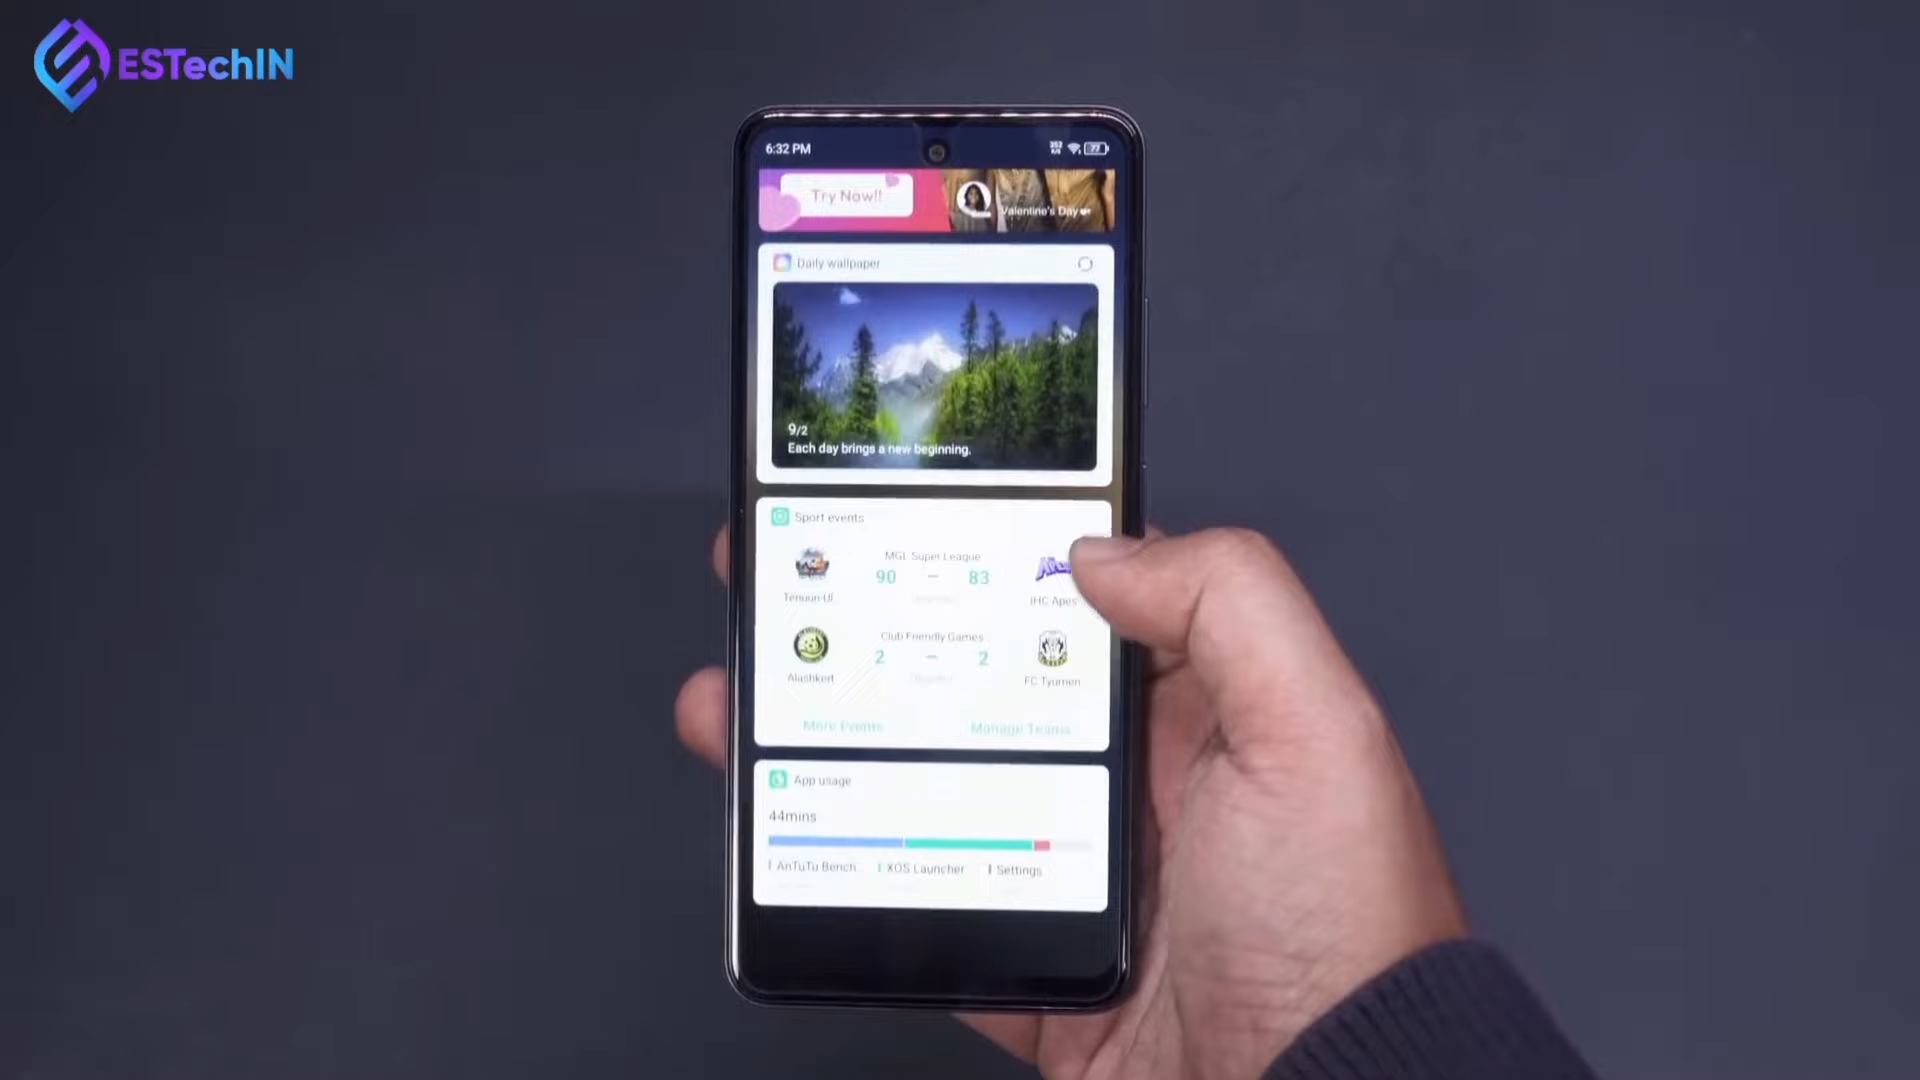 ESTechIN
6:32 PM
77
Try Now!!
Valentine's Day
Daily wallpaper
9/2
Each day brings a new beginning.
Sport events
MGL Super League
90 – 83
IHC Apes
Club Friendly Games
2 – 2
Alashkert
FC Tyumen
More Events
Manage Teams
App usage
44mins
AnTuTu Bench..
XOS Launcher
Settings